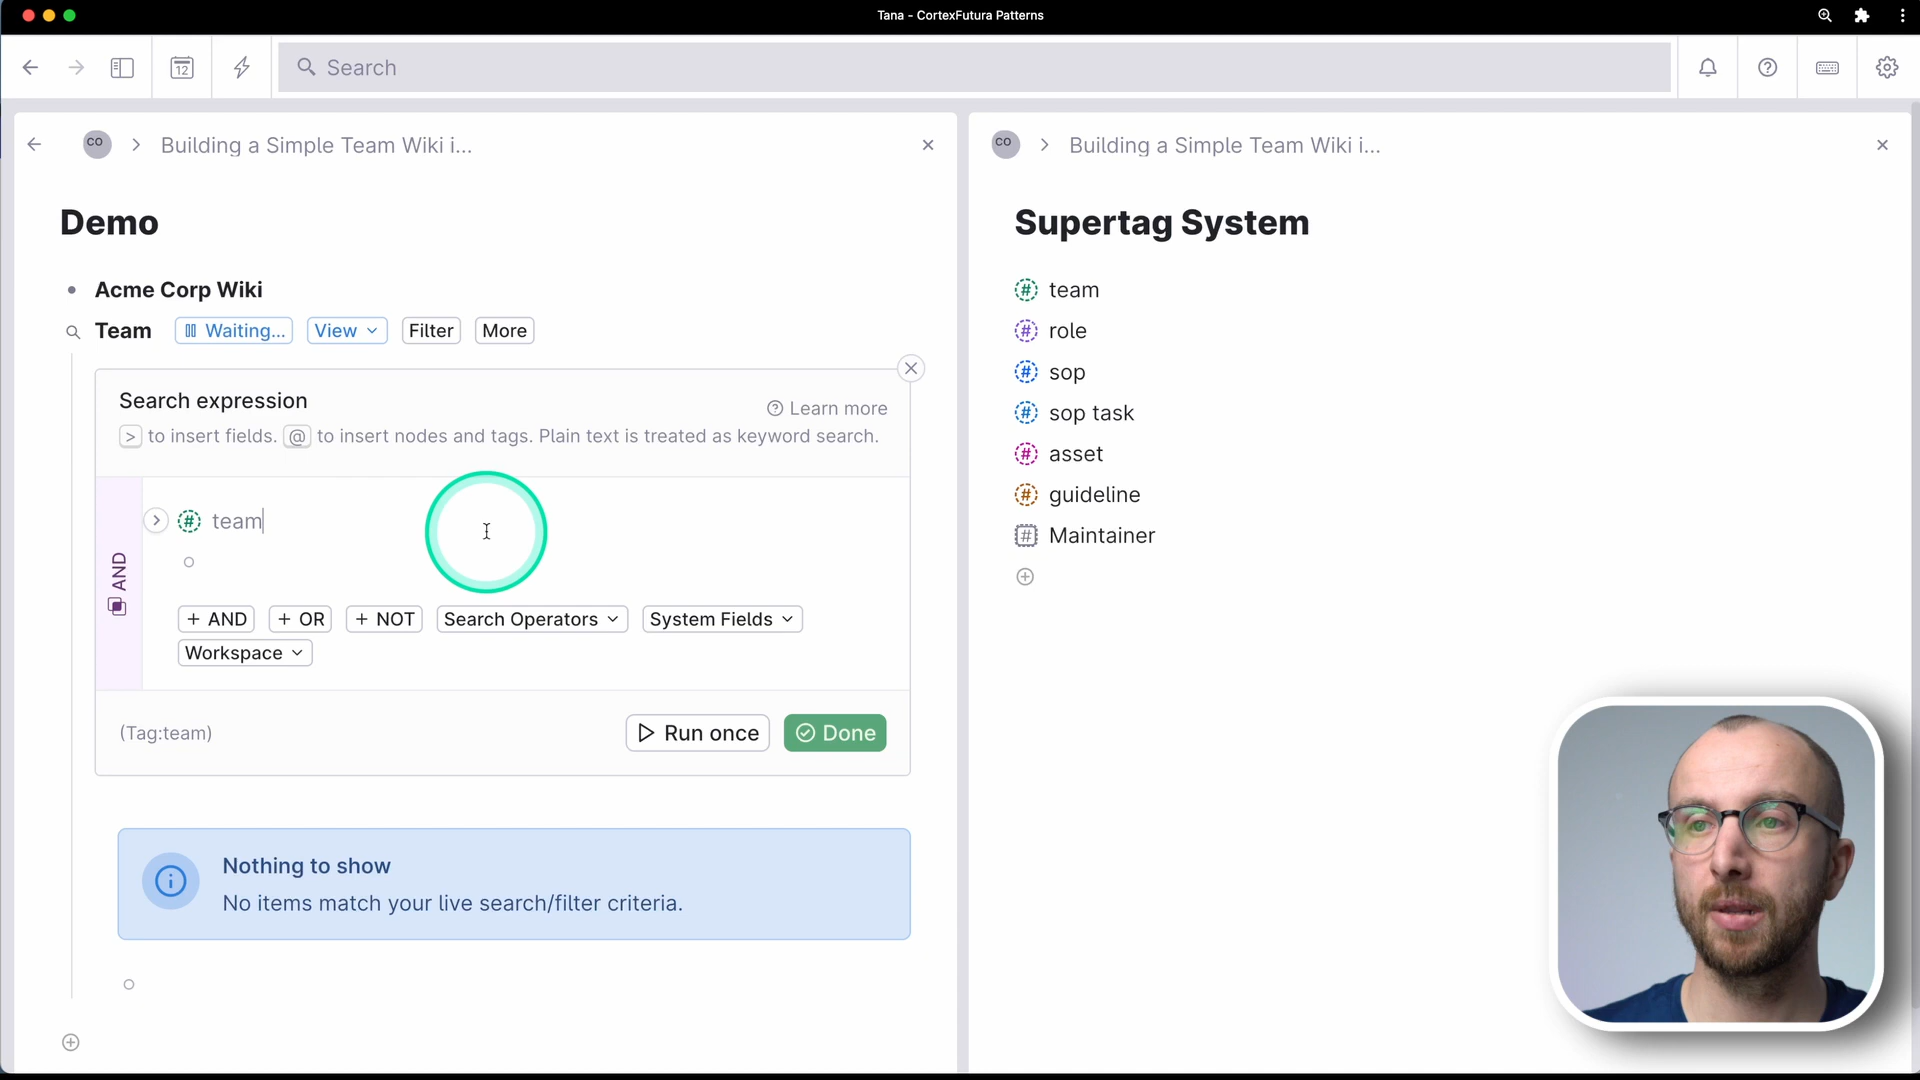 Tana - CortexFutura Patterns
12
Search
CO
Building a Simple Team Wiki i...
Demo
Acme Corp Wiki
Team
Waiting...
View
Filter
More
Search expression
Learn more
> to insert fields. @ to insert nodes and tags. Plain text is treated as keyword search.
AND
# team
+ AND
+ OR
+ NOT
Search Operators
System Fields
Workspace
(Tag:team)
Run once
Done
Nothing to show
No items match your live search/filter criteria.
CO
Building a Simple Team Wiki i...
Supertag System
# team
# role
# sop
# sop task
# asset
# guideline
# Maintainer